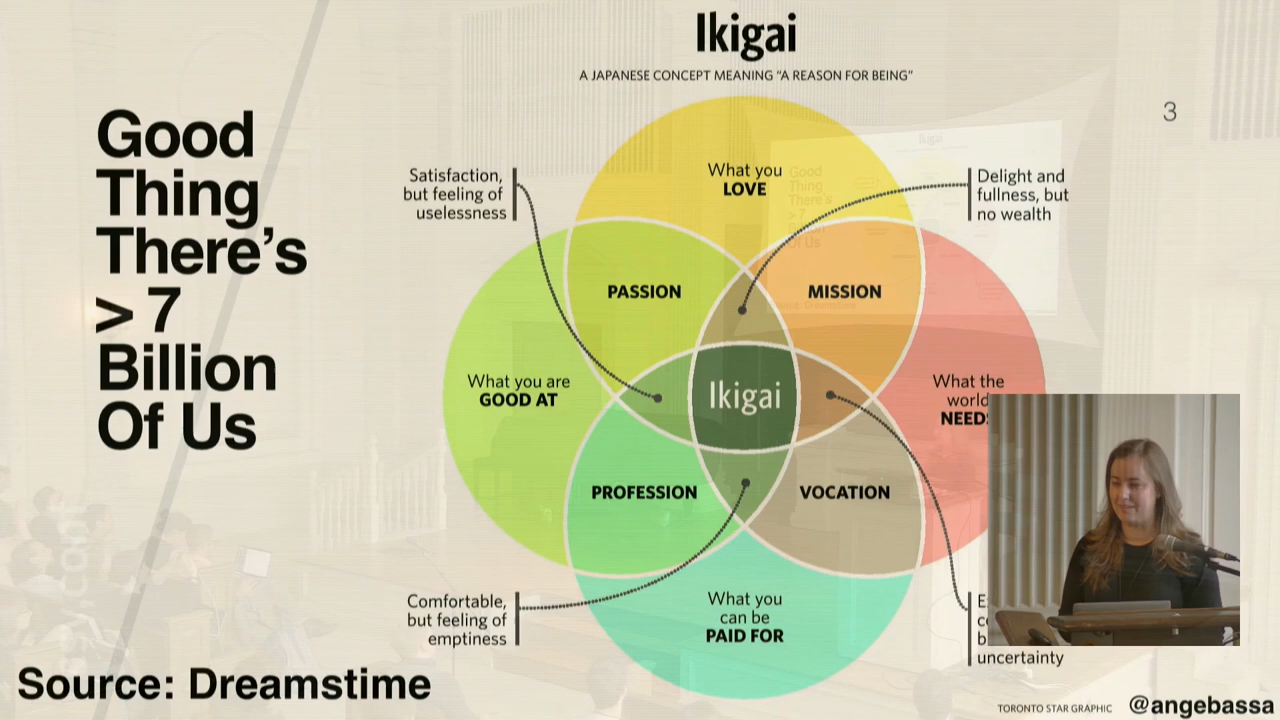 Ikigai
A JAPANESE CONCEPT MEANING "A REASON FOR BEING"
3
Good
Thing
There's
> 7
Billion
Of Us
Satisfaction,
but feeling of
uselessness
What you
LOVE
Delight and
fullness, but
no wealth
PASSION
MISSION
What you are
GOOD AT
Ikigai
What the
world
NEEDS
PROFESSION
VOCATION
Comfortable,
but feeling of
emptiness
What you
can be
PAID FOR
uncertainty
Source: Dreamstime
TORONTO STAR GRAPHIC
@angebassa